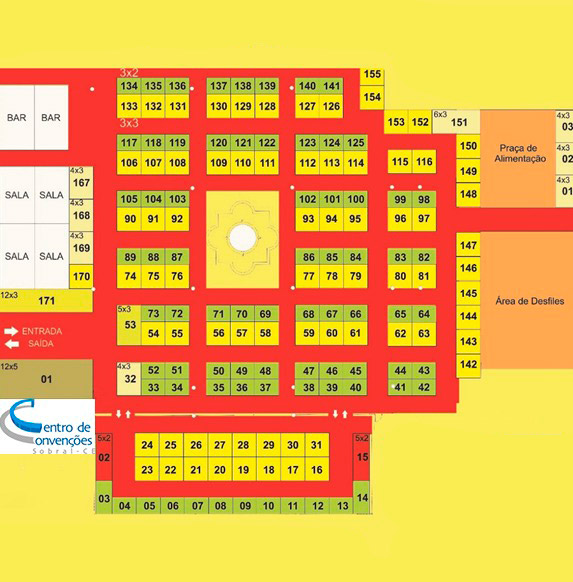 155
3x2
134 135 136 137 138 139 140 141
154
BAR BAR
133 132 131 130 129 128 127 126
3x3
153 152
6x3
151
4x3
03
117 118 119 120 121 122 123 124 125
150
Praça de
Alimentação
106 107 108 109 110 111 112 113 114
115 116
4x3
02
149
4x3
167
4x3
01
SALA SALA
148
105 104 103
102 101 100
99 98
4x3
168
90 91 92
93 94 95
96 97
4x3
169
147
SALA SALA
89 88 87
86 85 84
83 82
146
170
74 75 76
77 78 79
80 81
12x3
171
145
Área de Desfiles
5x3
53
73 72
71 70 69
68 67 66
65 64
144
ENTRADA
54 55
56 57 58
59 60 61
62 63
SAÍDA
143
12x5
01
4x3
32
52 51
50 49 48
47 46 45
44 43
142
33 34
35 36 37
38 39 40
41 42
Centro de
Convenções
Sobral-CE
5x2
02
24 25 26 27 28 29 30 31
5x2
15
23 22 21 20 19 18 17 16
03
14
04 05 06 07 08 09 10 11 12 13